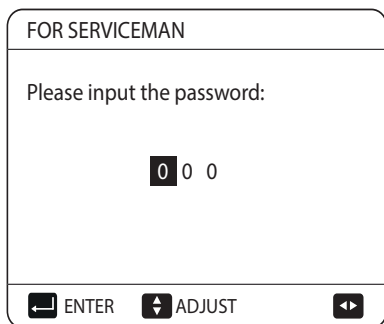 FOR SERVICEMAN
Please input the password:
0 0 0
ENTER ADJUST